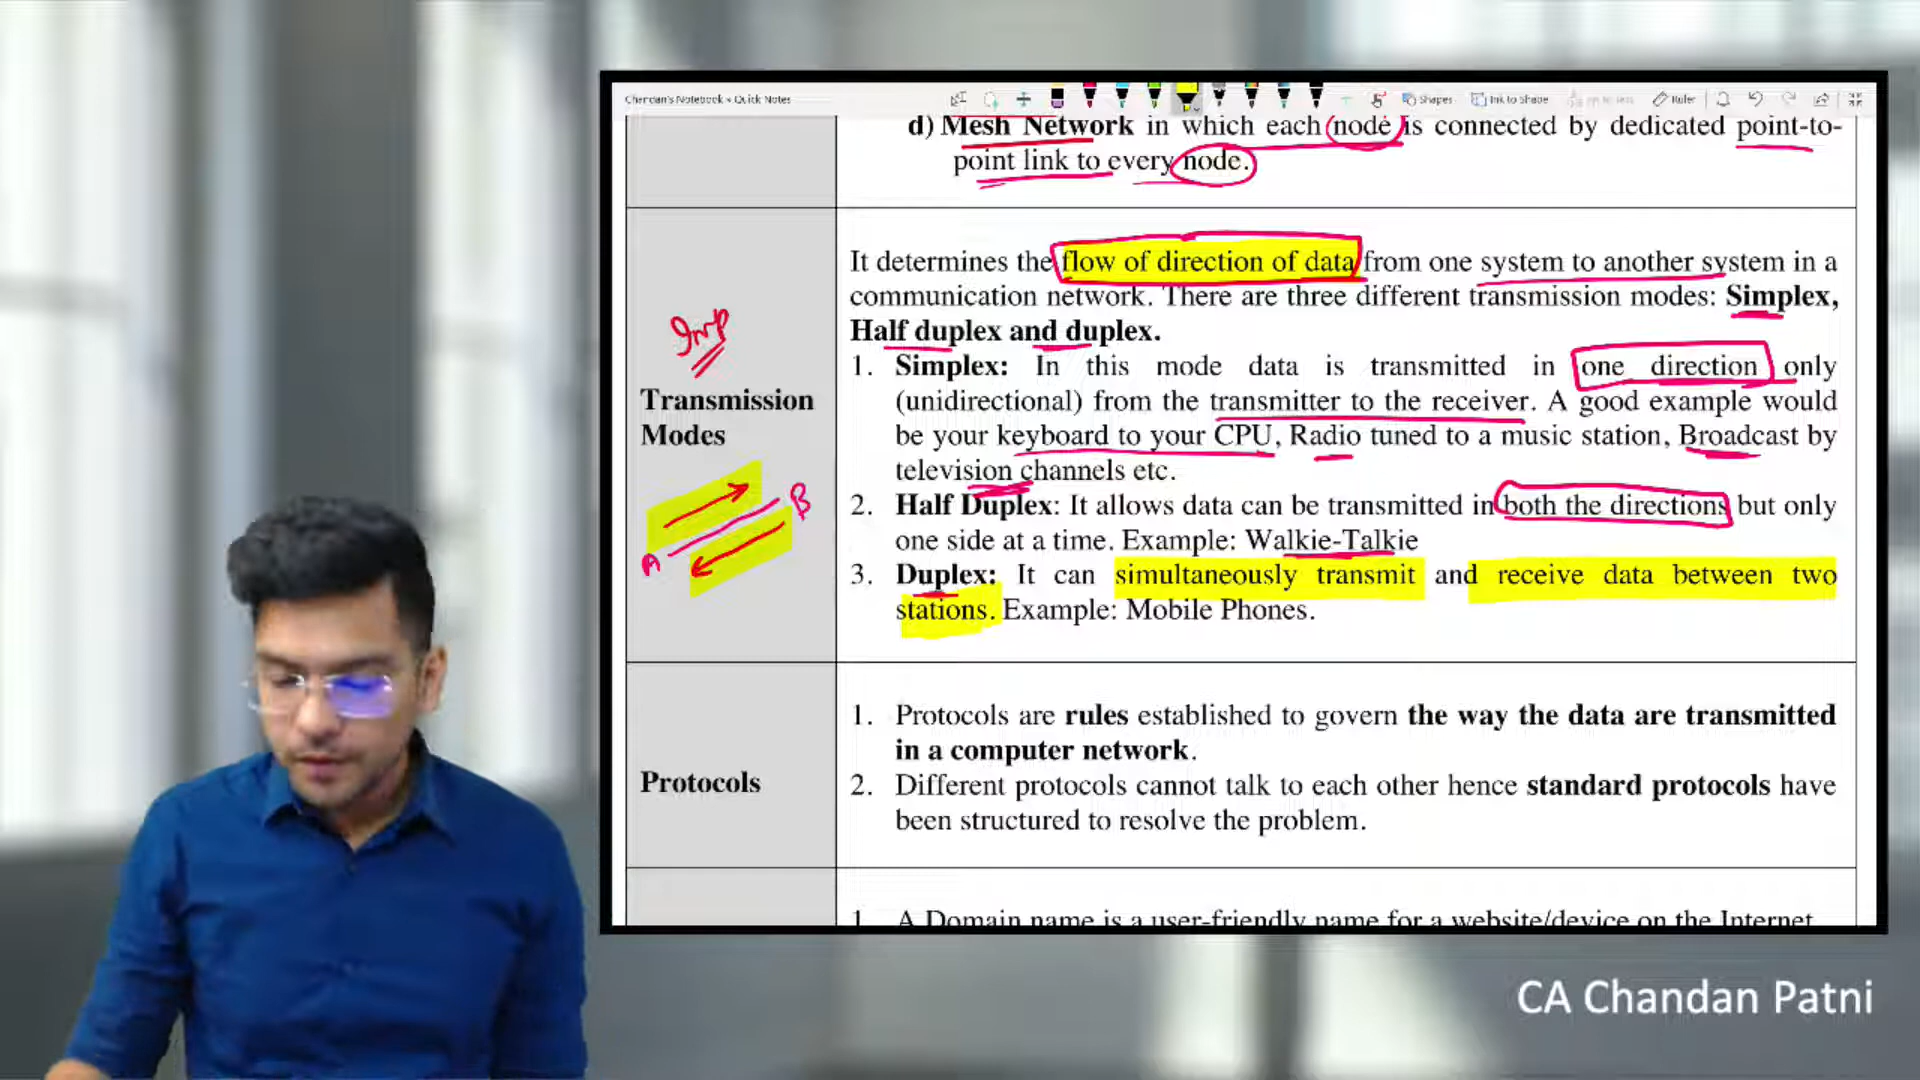 Chandan's Notebook » Quick Notes
Shapes
Ink to Shape
Ruler
d) Mesh Network in which each node is connected by dedicated point-to-
point link to every node.
Imp
Transmission
Modes
A
B
It determines the flow of direction of data from one system to another system in a
communication network. There are three different transmission modes: Simplex,
Half duplex and duplex.
1. Simplex: In this mode data is transmitted in one direction only
(unidirectional) from the transmitter to the receiver. A good example would
be your keyboard to your CPU, Radio tuned to a music station, Broadcast by
television channels etc.
2. Half Duplex: It allows data can be transmitted in both the directions but only
one side at a time. Example: Walkie-Talkie
3. Duplex: It can simultaneously transmit and receive data between two
stations. Example: Mobile Phones.
Protocols
1. Protocols are rules established to govern the way the data are transmitted
in a computer network.
2. Different protocols cannot talk to each other hence standard protocols have
been structured to resolve the problem.
1. A Domain name is a user-friendly name for a website/device on the Internet
CA Chandan Patni